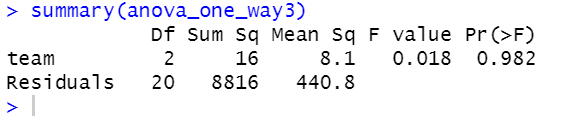 > summary(anova_one_way3)
            Df Sum Sq Mean Sq F value Pr(>F)
team         2     16     8.1   0.018  0.982
Residuals   20   8816   440.8
>